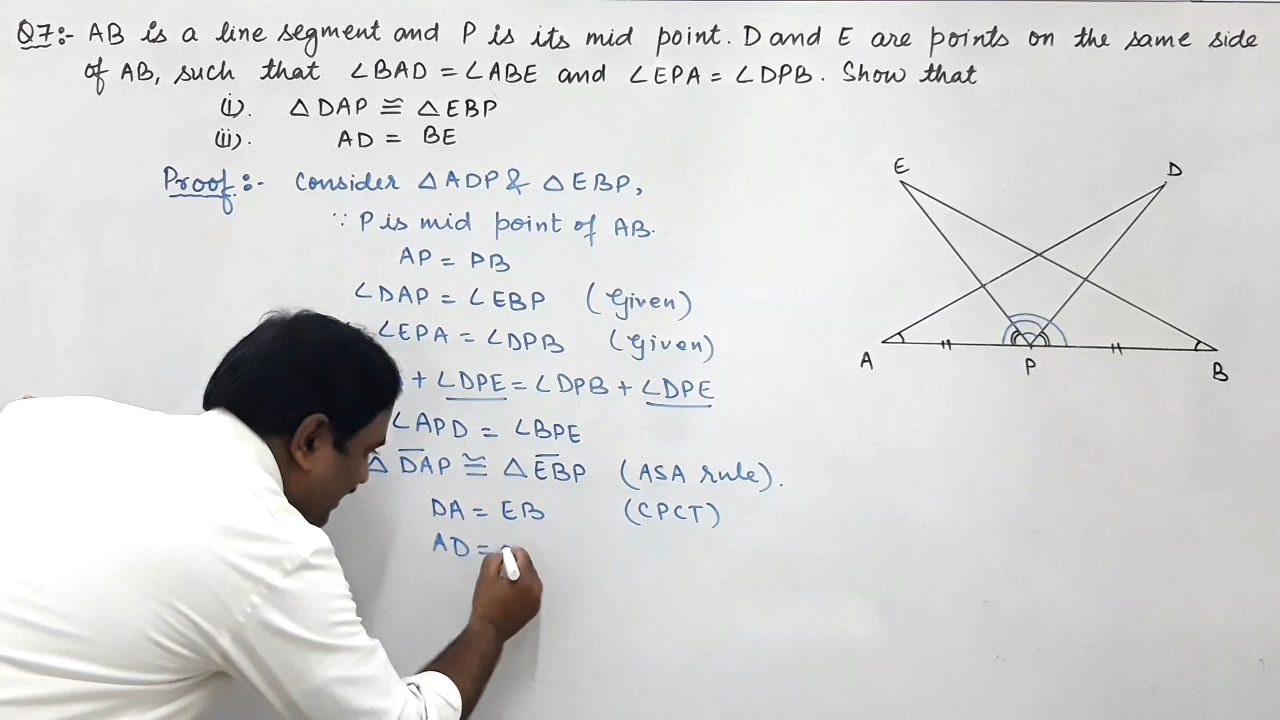 Q7:- AB is a line segment and P is its mid point. D and E are points on the same side
of AB, such that ∠BAD = ∠ABE and ∠EPA = ∠DPB. Show that
(i). △DAP ≅ △EBP
(ii). AD = BE
Proof:- Consider △ADP & △EBP,
∵ P is mid point of AB.
AP = PB
∠DAP = ∠EBP (Given)
∠EPA = ∠DPB (Given)
+ ∠DPE = ∠DPB + ∠DPE
∠APD = ∠BPE
△DAP ≅ △EBP (ASA rule).
DA = EB (CPCT)
AD =
E
D
A
P
B